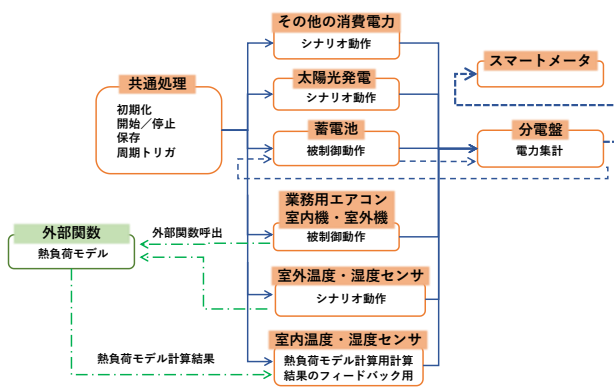 その他の消費電力
シナリオ動作
スマートメータ
共通処理
初期化
開始／停止
保存
周期トリガ
太陽光発電
シナリオ動作
蓄電池
被制御動作
分電盤
電力集計
業務用エアコン
室内機・室外機
被制御動作
外部関数
熱負荷モデル
外部関数呼出
室外温度・湿度センサ
シナリオ動作
室内温度・湿度センサ
熱負荷モデル計算用計算
結果のフィードバック用
熱負荷モデル計算結果